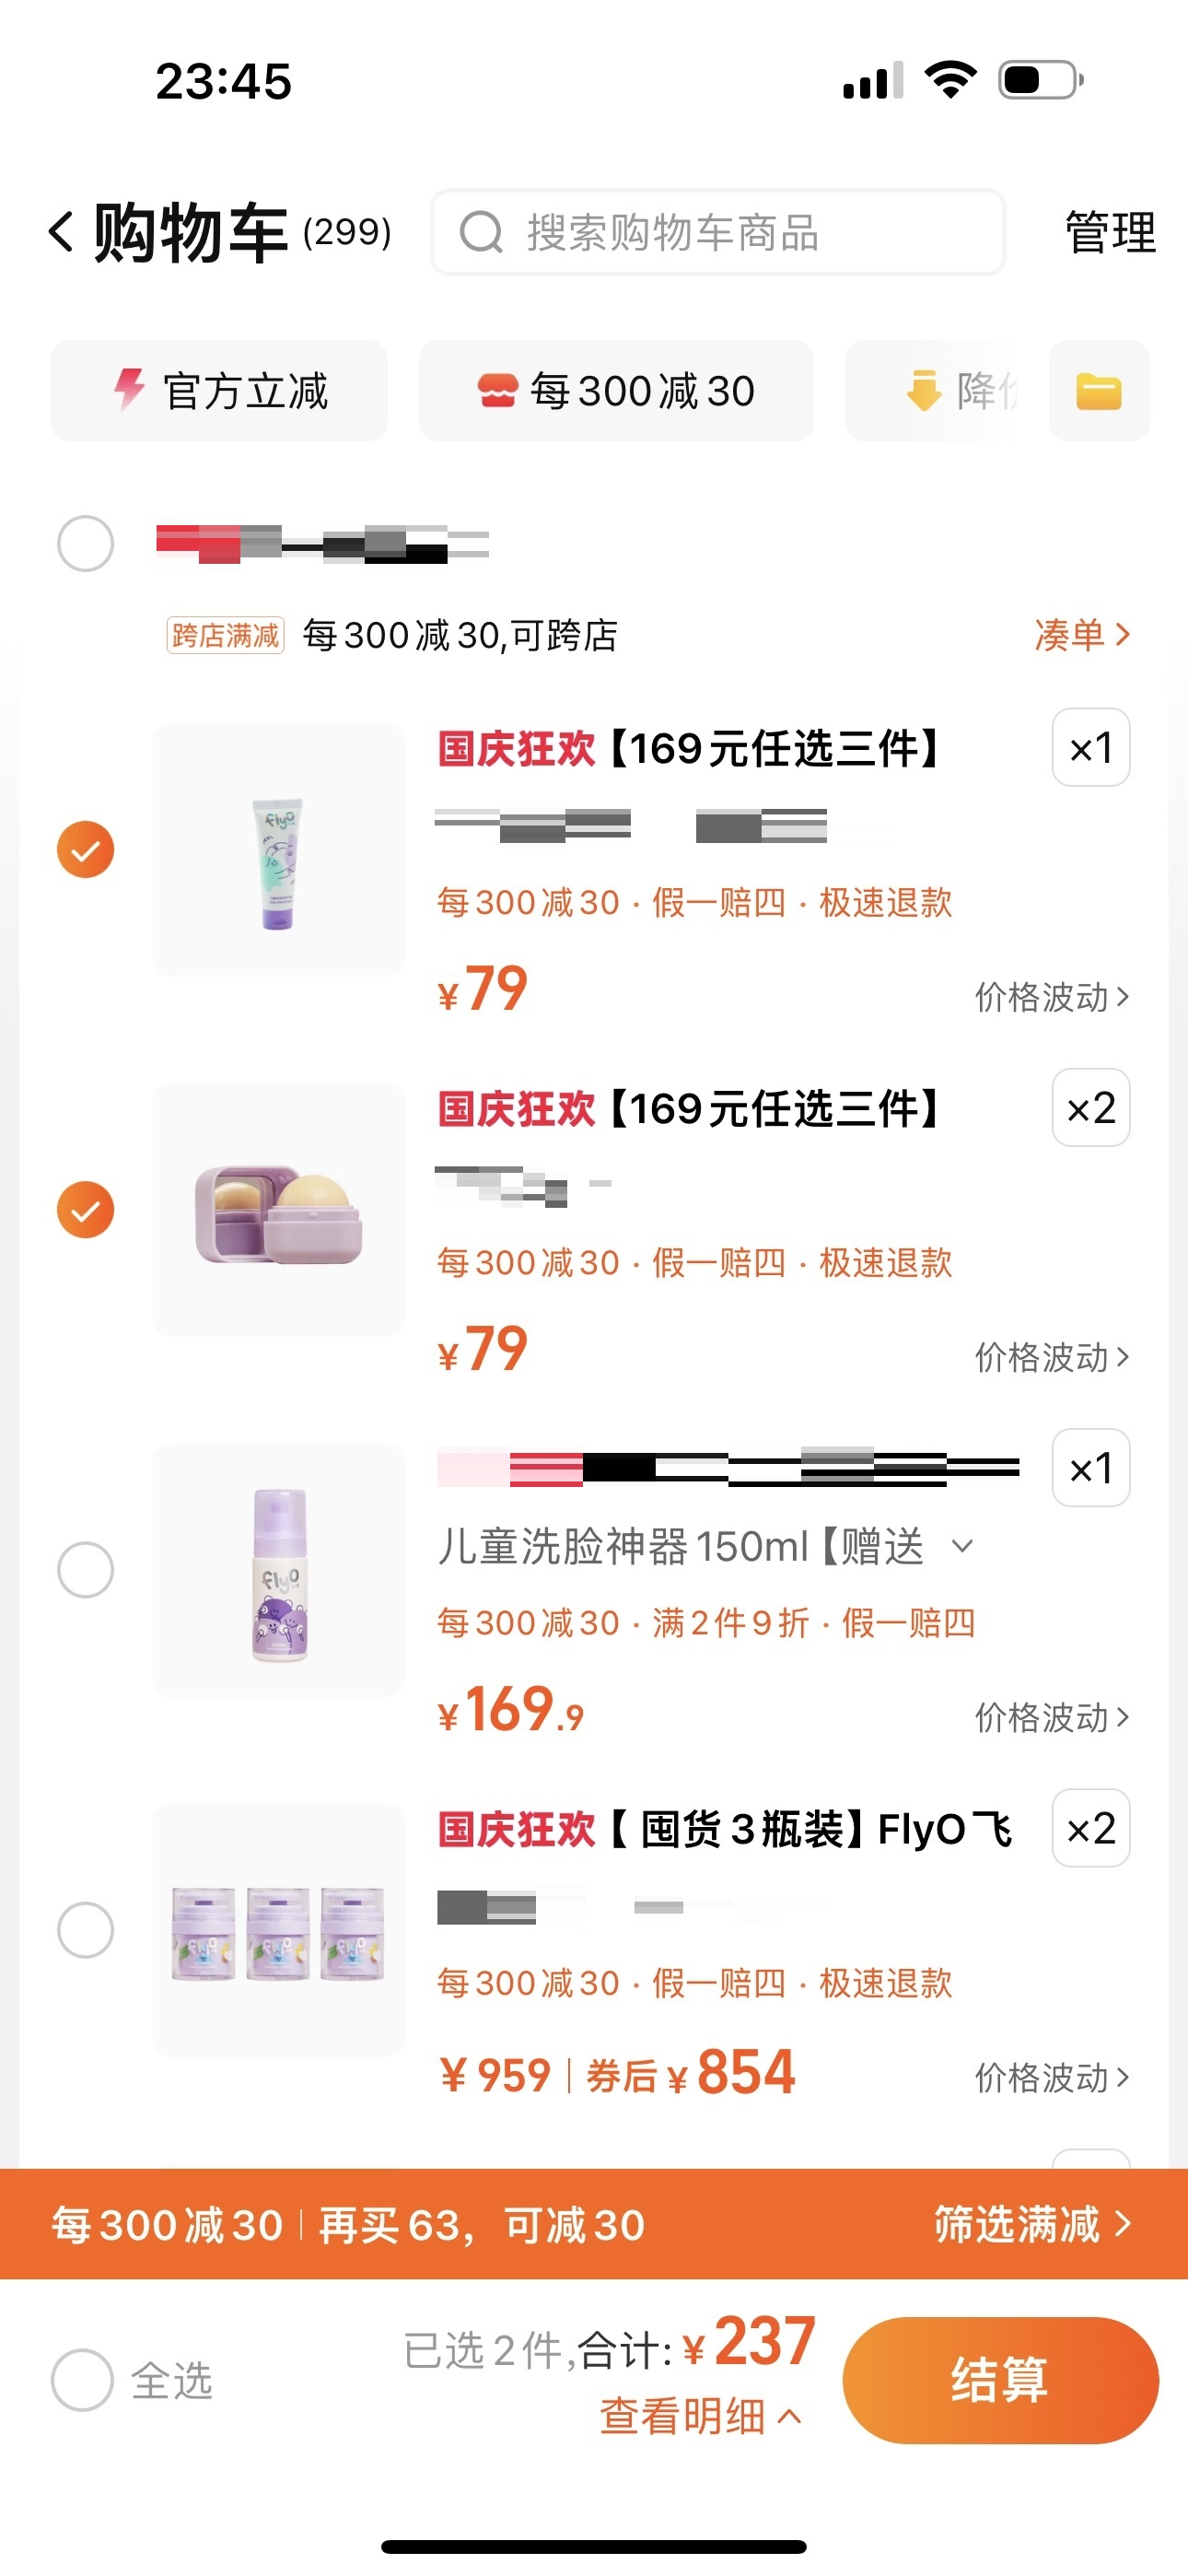 23:45
购物车 (299)
搜索购物车商品
管理
官方立减
每300减30
降
跨店满减 每300减30,可跨店
凑单
国庆狂欢【169元任选三件】
×1
flyO
每300减30 · 假一赔四 · 极速退款
¥79
价格波动
国庆狂欢【169元任选三件】
×2
每300减30 · 假一赔四 · 极速退款
¥79
价格波动
×1
儿童洗脸神器150ml【赠送
flyO
每300减30 · 满2件9折 · 假一赔四
¥169.9
价格波动
国庆狂欢【 囤货3瓶装】FlyO飞
×2
每300减30 · 假一赔四 · 极速退款
¥959 | 券后 ¥854
价格波动
每300减30 | 再买63，可减30
筛选满减
全选
已选2件,合计: ¥237
查看明细
结算